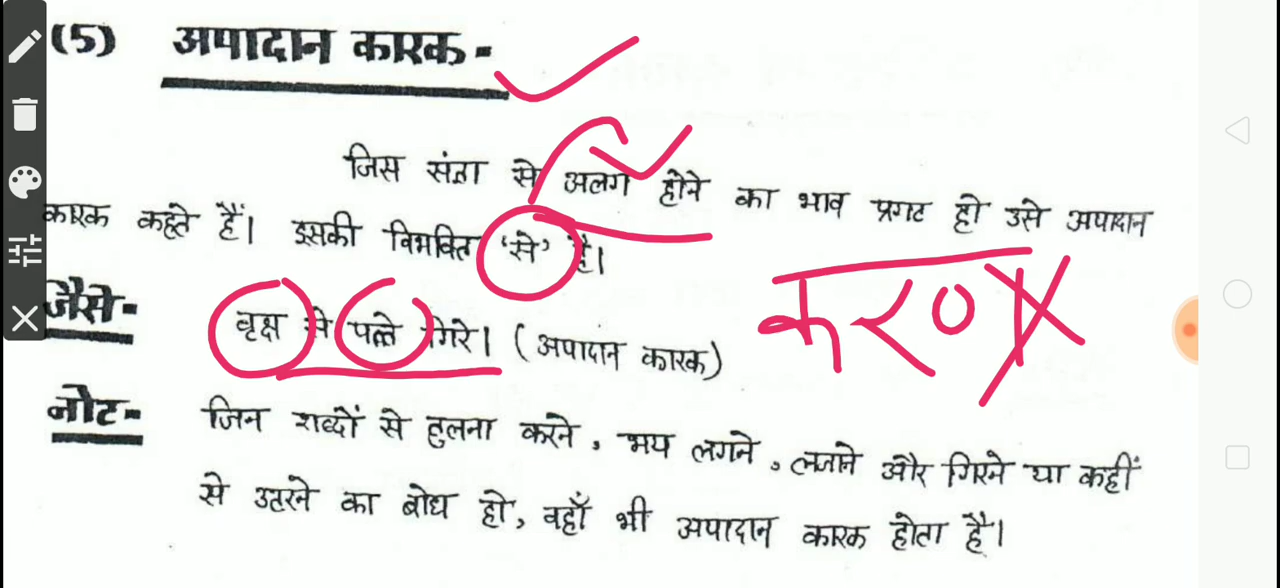 (5) अपादान कारक-
जिस संज्ञा से अलग होने का भाव प्रगट हो उसे अपादान
कारक कहते हैं। इसकी विभक्ति 'से' है।
करण
जैसे-
वृक्ष से पत्ते गिरे। (अपादान कारक)
नोट- जिन शब्दों से तुलना करने, भय लगने, लजाने और गिरने या कहीं
से उतरने का बोध हो, वहाँ भी अपादान कारक होता है।